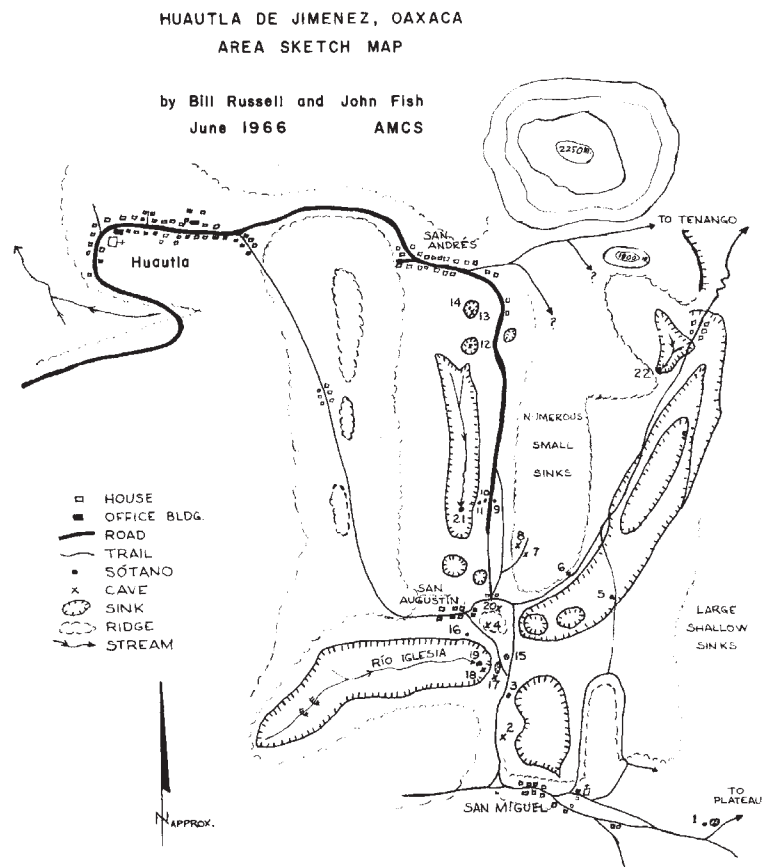 HUAUTLA DE JIMENEZ, OAXACA
AREA SKETCH MAP
by Bill Russell and John Fish
June 1966 AMCS
2250 m.
TO TENANGO
SAN
ANDRÉS
Huautla
1800 m
?
?
14
13
12
22
NUMEROUS
SMALL
SINKS
HOUSE
OFFICE BLDG.
ROAD
TRAIL
SÓTANO
CAVE
SINK
RIDGE
STREAM
10
21
11
9
8
7
6
5
SAN
AUGUSTÍN
20
4
16
LARGE
SHALLOW
SINKS
RÍO IGLESIA
19
15
18
17
3
2
N APPROX.
SAN MIGUEL
TO
PLATEAU
1